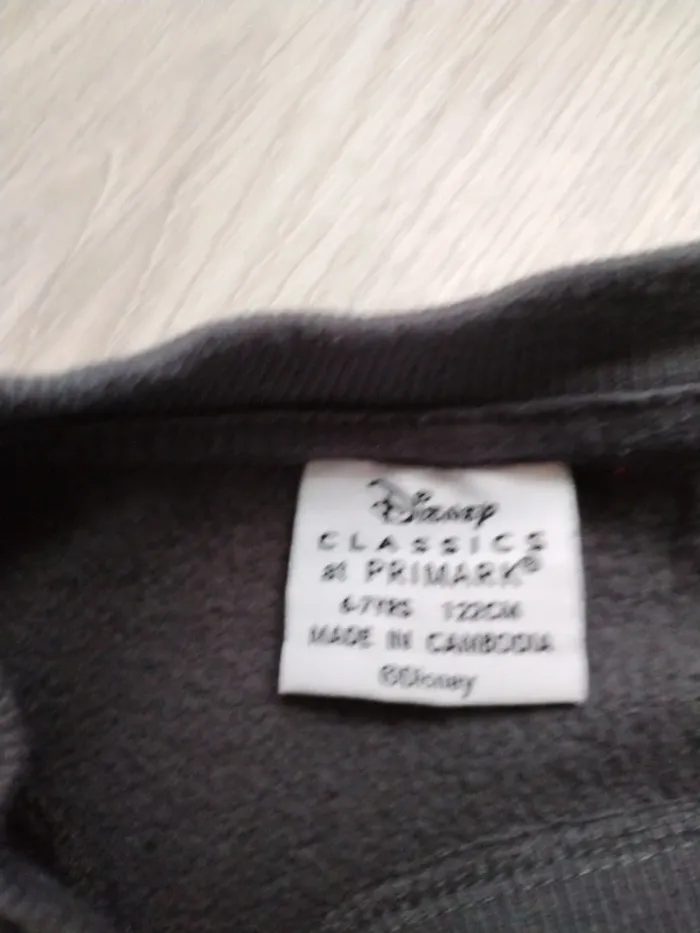 Disney
CLASSICS
at PRIMARK®
6-7YRS 122CM
MADE IN CAMBODIA
©Disney